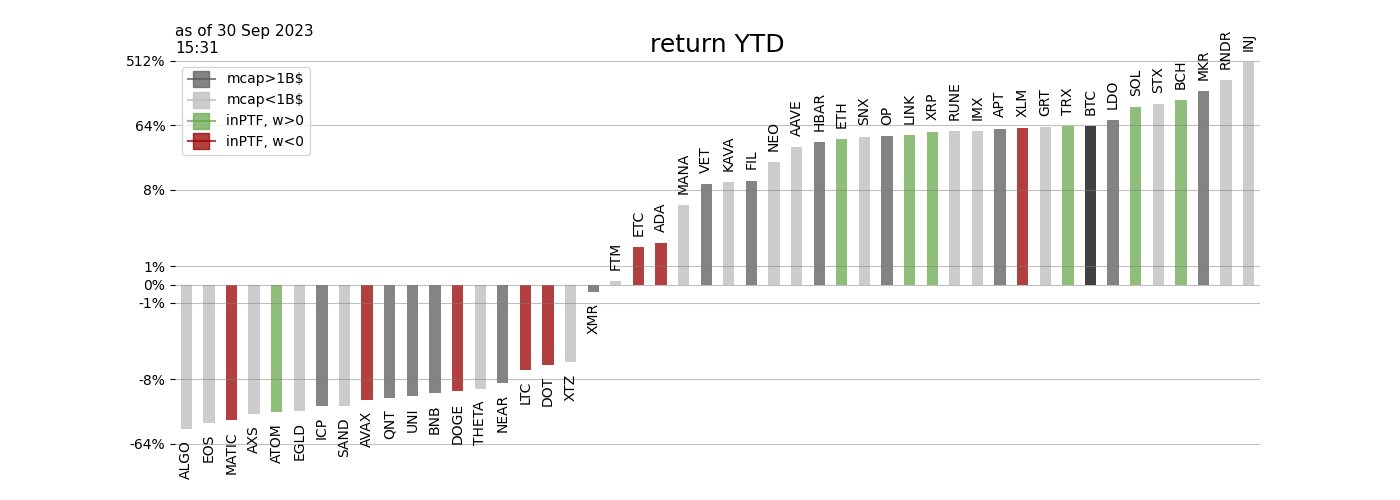 as of 30 Sep 2023
15:31
return YTD
512%
64%
8%
1%
0%
-1%
-8%
-64%
mcap>1B$
mcap<1B$
inPTF, w>0
inPTF, w<0
ALGO
EOS
MATIC
AXS
ATOM
EGLD
ICP
SAND
AVAX
QNT
UNI
BNB
DOGE
THETA
NEAR
LTC
DOT
XTZ
XMR
FTM
ETC
ADA
MANA
VET
KAVA
FIL
NEO
AAVE
HBAR
ETH
SNX
OP
LINK
XRP
RUNE
IMX
APT
XLM
GRT
TRX
BTC
LDO
SOL
STX
BCH
MKR
RNDR
INJ